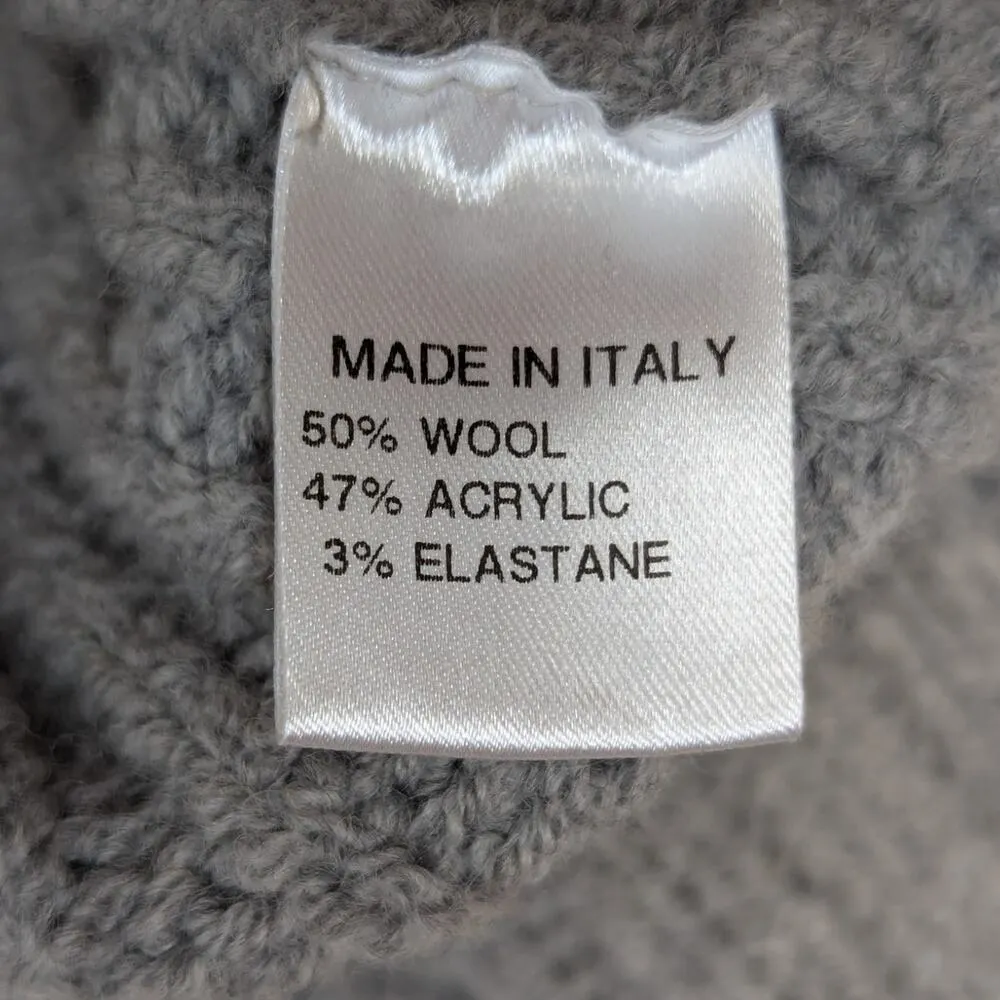 MADE IN ITALY
50% WOOL
47% ACRYLIC
3% ELASTANE